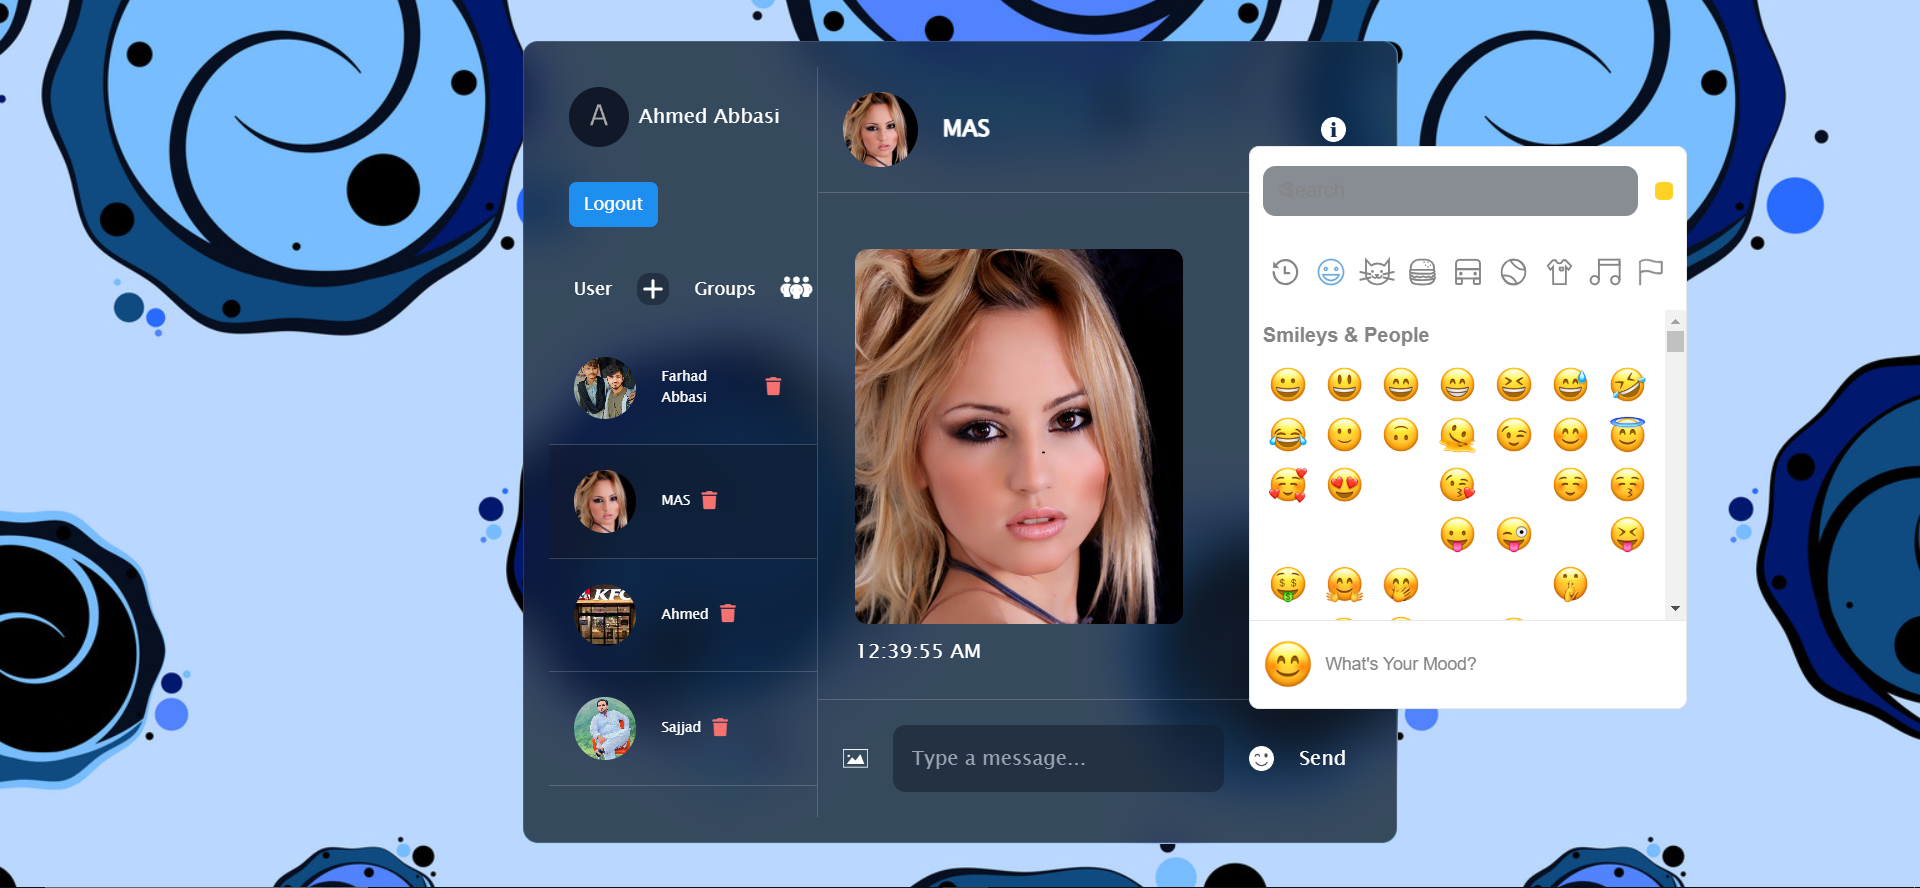 A
Ahmed Abbasi
Logout
User
Groups
Farhad
Abbasi
MAS
Ahmed
KFC
Sajjad
MAS
12:39:55 AM
Type a message...
Send
Search
Smileys & People
What's Your Mood?